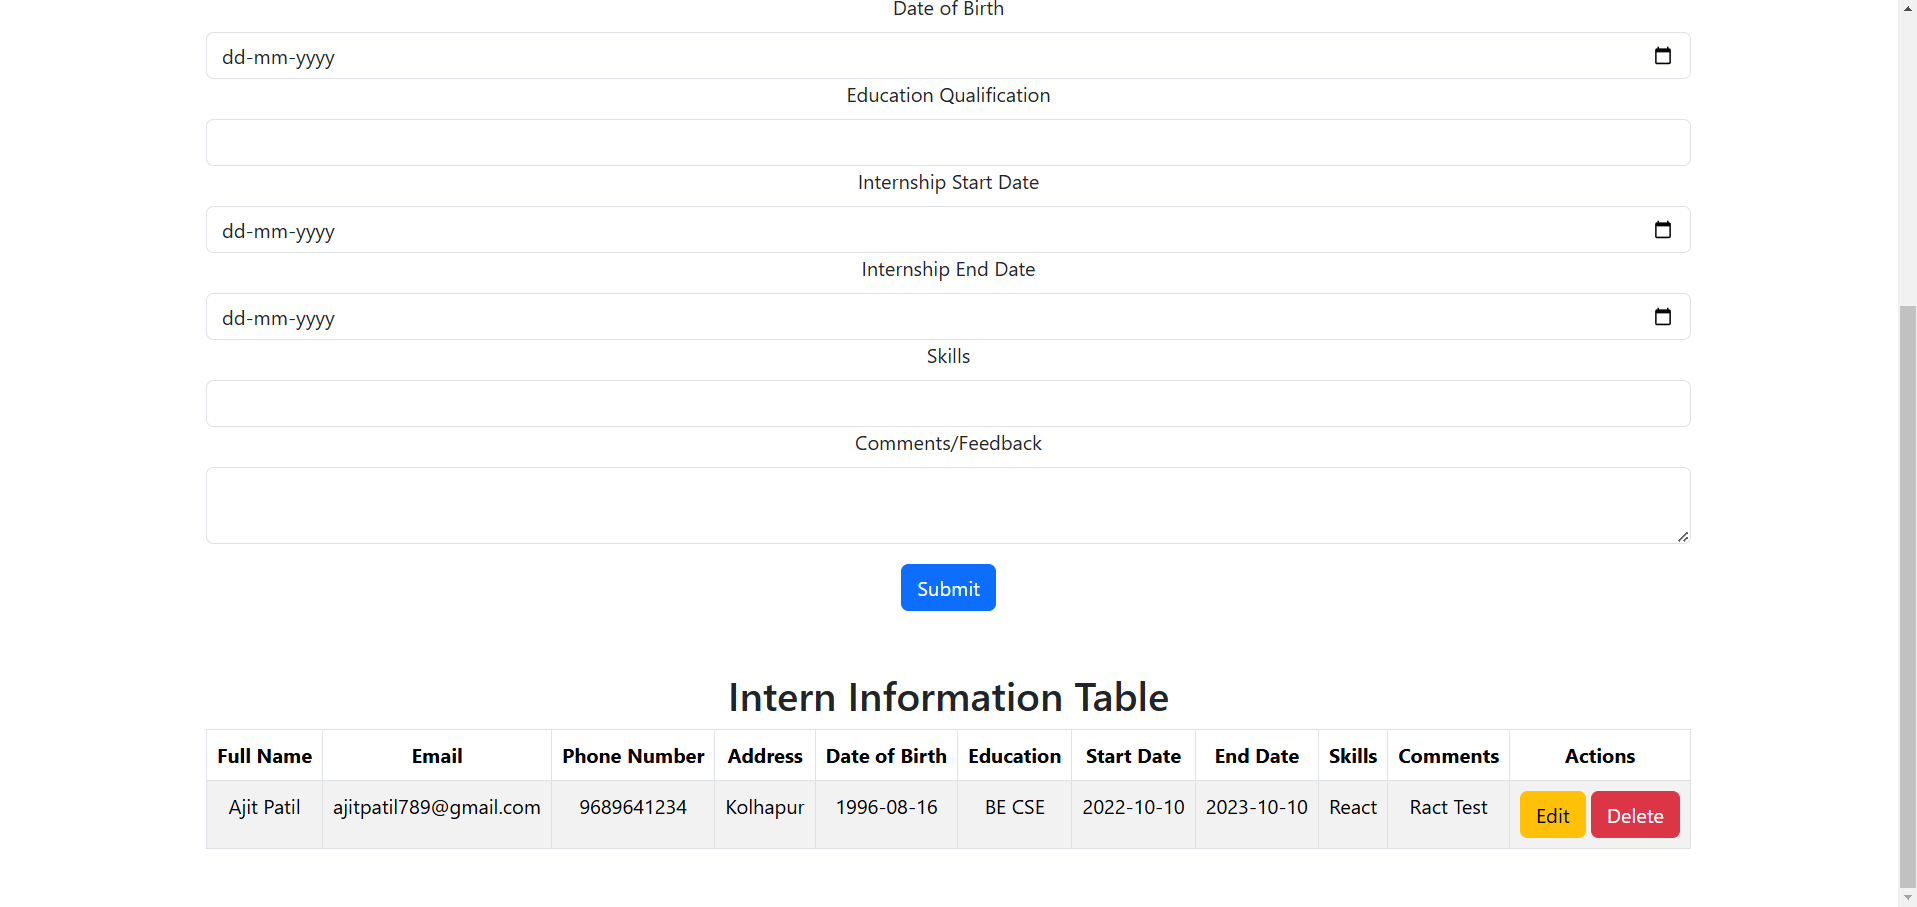 Date of Birth
dd-mm-yyyy
Education Qualification
Internship Start Date
dd-mm-yyyy
Internship End Date
dd-mm-yyyy
Skills
Comments/Feedback
Submit
Intern Information Table
Full Name Email Phone Number Address Date of Birth Education Start Date End Date Skills Comments Actions
Ajit Patil ajitpatil789@gmail.com 9689641234 Kolhapur 1996-08-16 BE CSE 2022-10-10 2023-10-10 React Ract Test Edit Delete